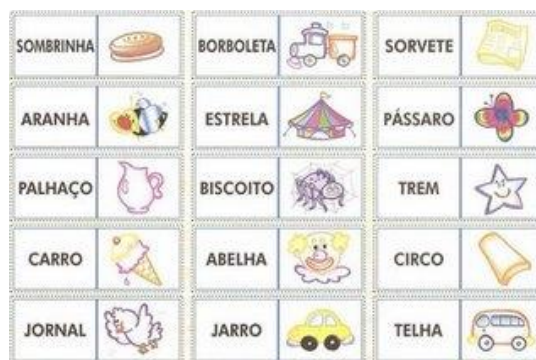 SOMBRINHA
BORBOLETA
SORVETE
ARANHA
ESTRELA
PÁSSARO
PALHAÇO
BISCOITO
TREM
CARRO
ABELHA
CIRCO
JORNAL
JARRO
TELHA